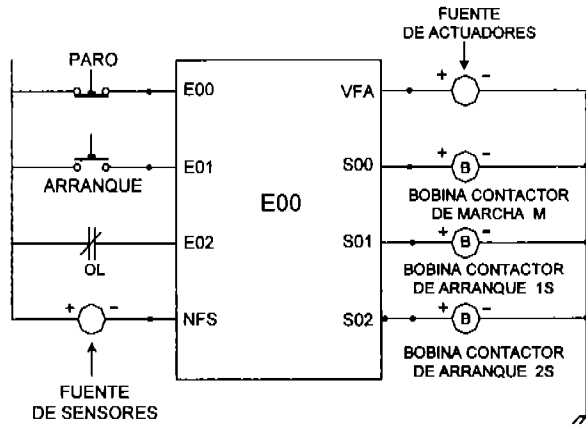 FUENTE
DE ACTUADORES
PARO
+ -
E00
VFA
E01
ARRANQUE
S00
+ B -
E00
BOBINA CONTACTOR
DE MARCHA M
E02
OL
S01
+ B -
BOBINA CONTACTOR
DE ARRANQUE 1S
+ -
NFS
S02
+ B -
BOBINA CONTACTOR
DE ARRANQUE 2S
FUENTE
DE SENSORES